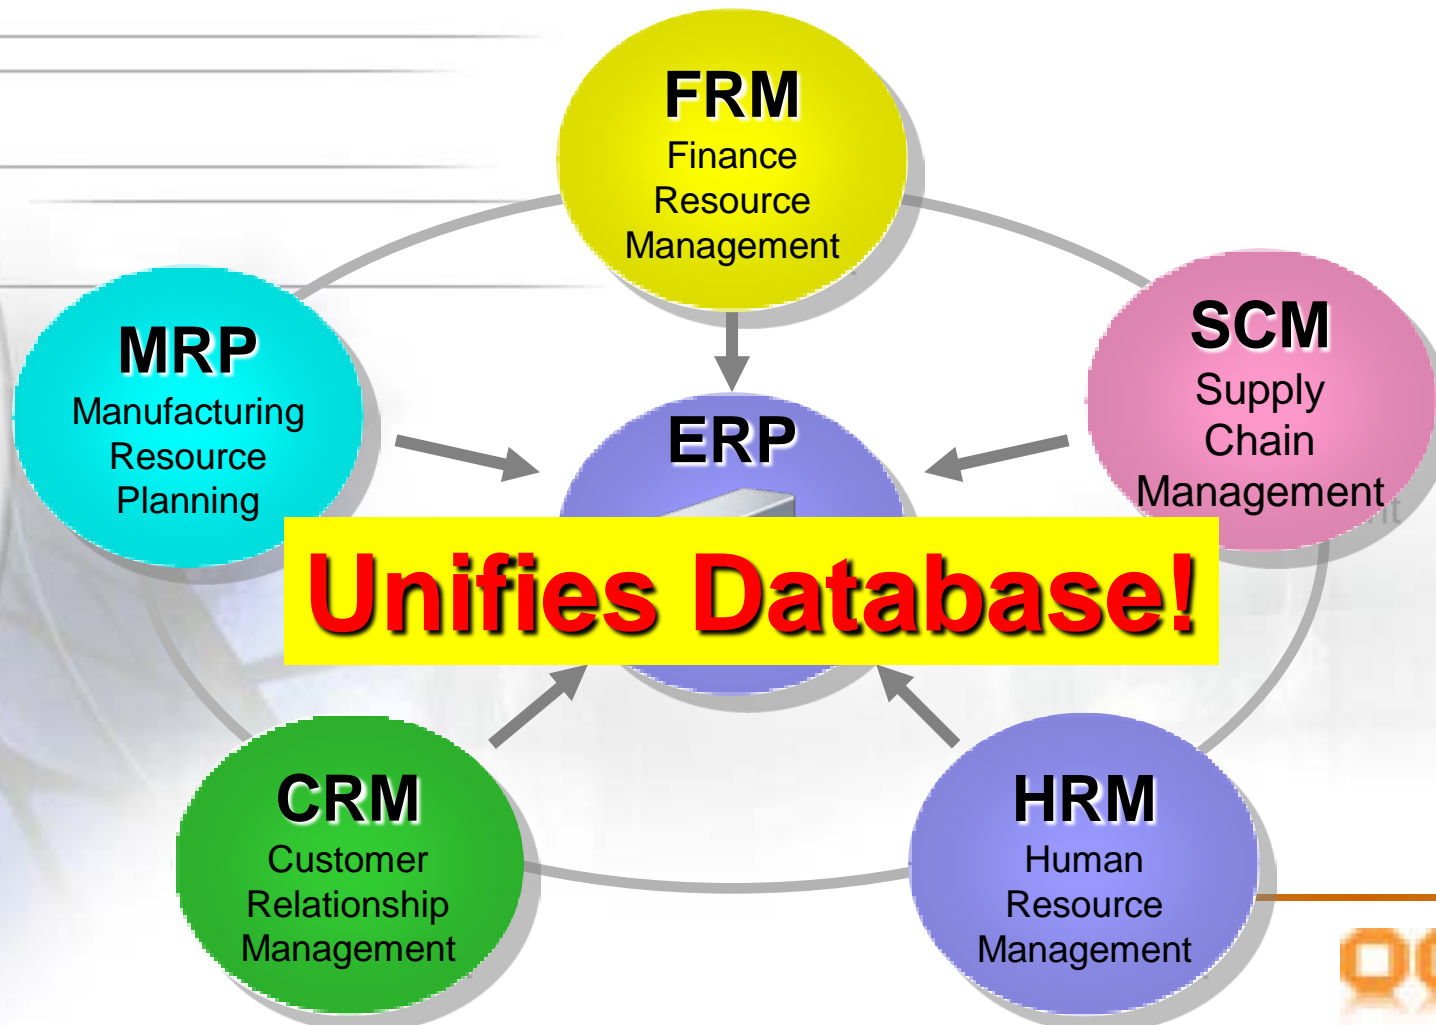 FRM
Finance
Resource
Management
MRP
Manufacturing
Resource
Planning
SCM
Supply
Chain
Management
ERP
Unifies Database!
CRM
Customer
Relationship
Management
HRM
Human
Resource
Management